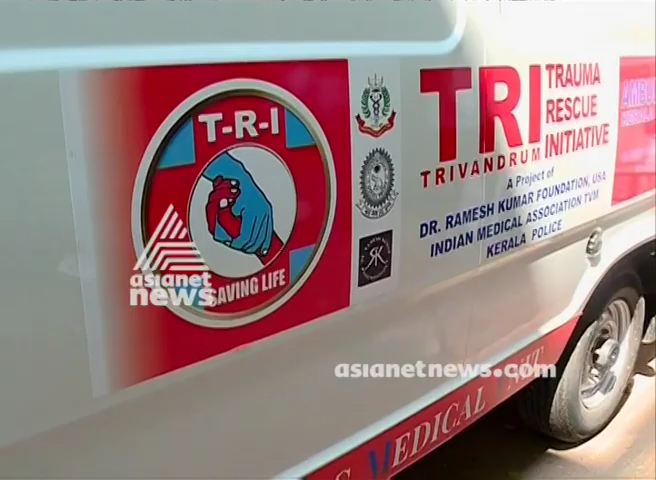 T-R-I
SAVING LIFE
TRI TRAUMA
RESCUE
INITIATIVE
TRIVANDRUM
A Project of
DR. RAMESH KUMAR FOUNDATION, USA
INDIAN MEDICAL ASSOCIATION TVM
KERALA POLICE
asianet
news
asianetnews.com
MEDICAL UNIT